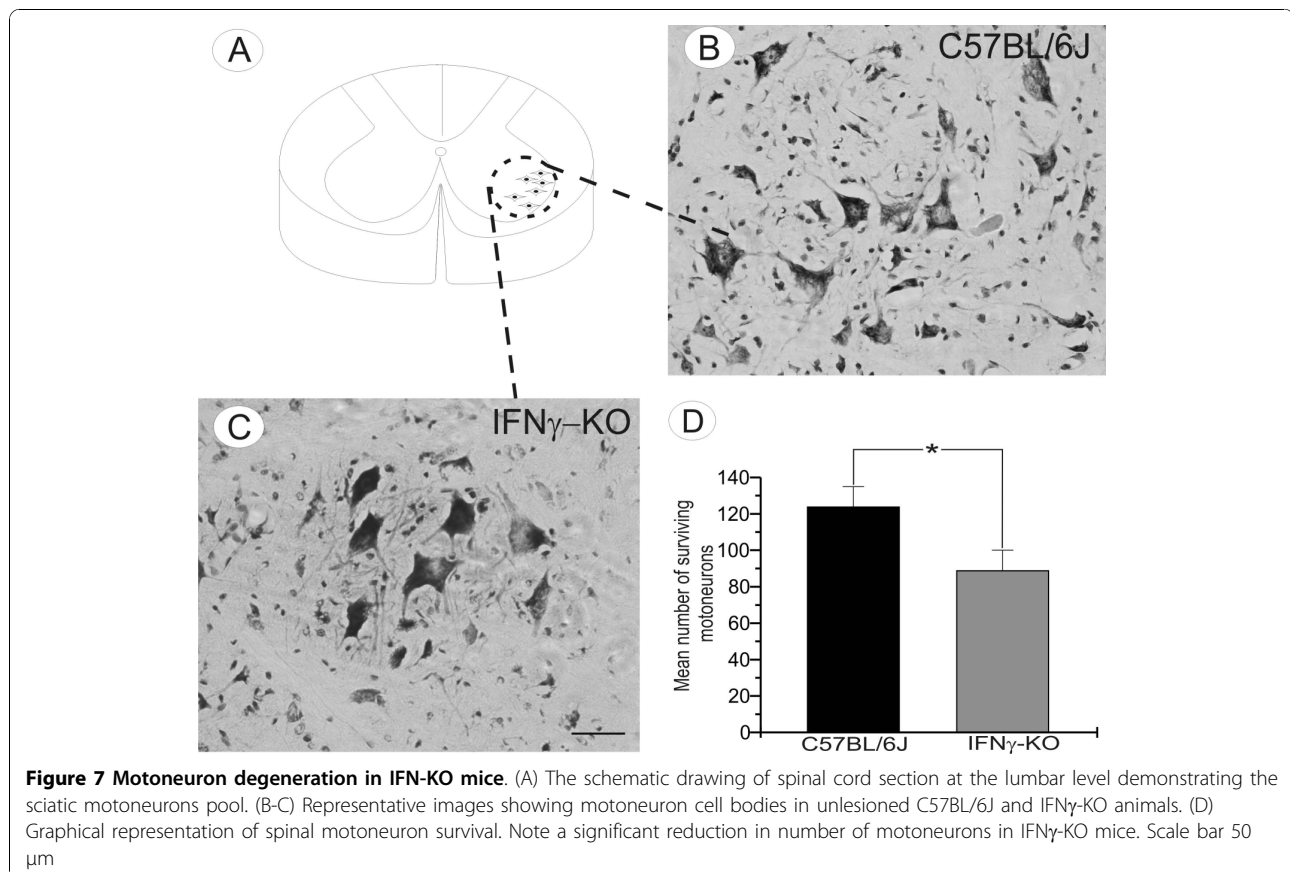 A
B
C57BL/6J
C
IFNγ–KO
D
*
Mean number of surviving
motoneurons
140
120
100
80
60
40
20
0
C57BL/6J
IFNγ-KO
Figure 7 Motoneuron degeneration in IFN-KO mice. (A) The schematic drawing of spinal cord section at the lumbar level demonstrating the
sciatic motoneurons pool. (B-C) Representative images showing motoneuron cell bodies in unlesioned C57BL/6J and IFNγ-KO animals. (D)
Graphical representation of spinal motoneuron survival. Note a significant reduction in number of motoneurons in IFNγ-KO mice. Scale bar 50
μm